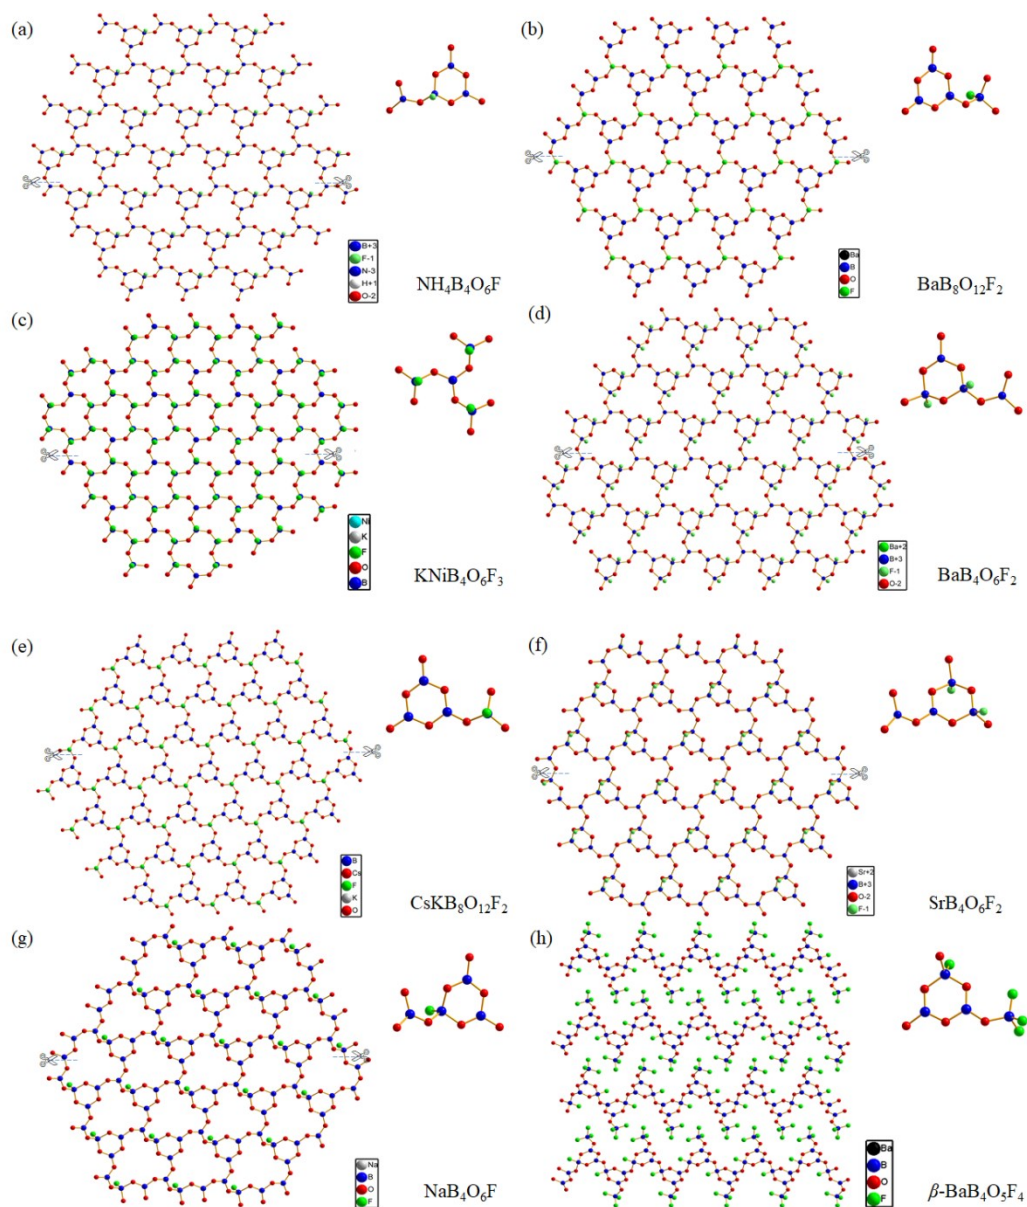 (a)
B+3
F-1
N-3
H+1
O-2
NH₄B₄O₆F
(b)
Ba
B
O
F
BaB₈O₁₂F₂
(c)
Ni
K
F
O
B
KNiB₄O₆F₃
(d)
Ba+2
B+3
F-1
O-2
BaB₄O₆F₂
(e)
B
Cs
F
K
O
CsKB₈O₁₂F₂
(f)
Sr+2
B+3
O-2
F-1
SrB₄O₆F₂
(g)
Na
B
O
F
NaB₄O₆F
(h)
Ba
B
O
F
β-BaB₄O₅F₄